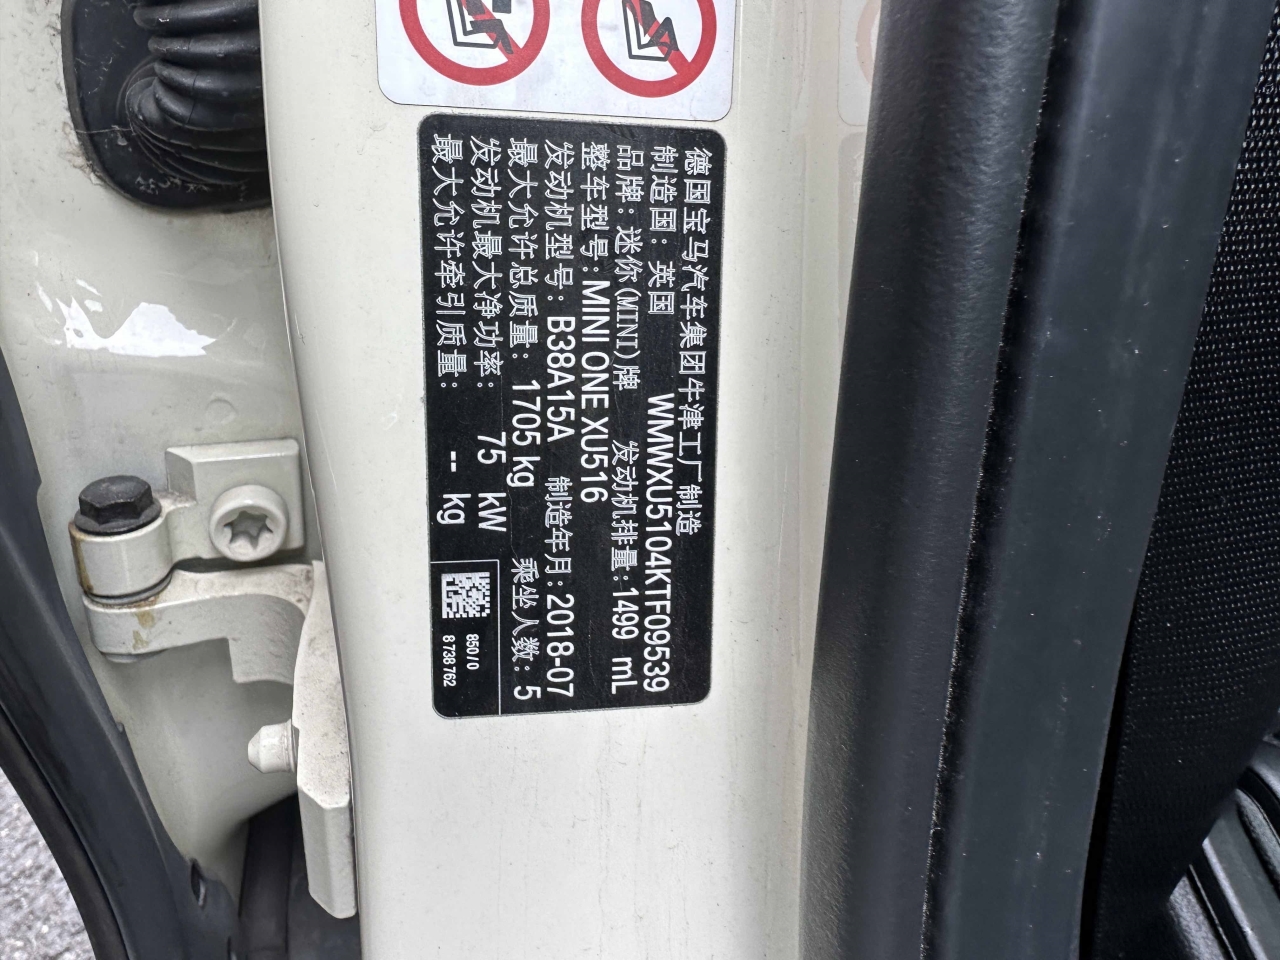 德国宝马汽车集团牛津工厂制造
制造国: 英国 WMWXU5104KTF09539
品牌: 迷你(MINI)牌 发动机排量: 1499 mL
整车型号: MINI ONE XU516
发动机型号: B38A15A 制造年月: 2018-07
最大允许总质量: 1705 kg 乘坐人数: 5
发动机最大净功率: 75 kW
最大允许牵引质量: -- kg
850/0
8 738 762